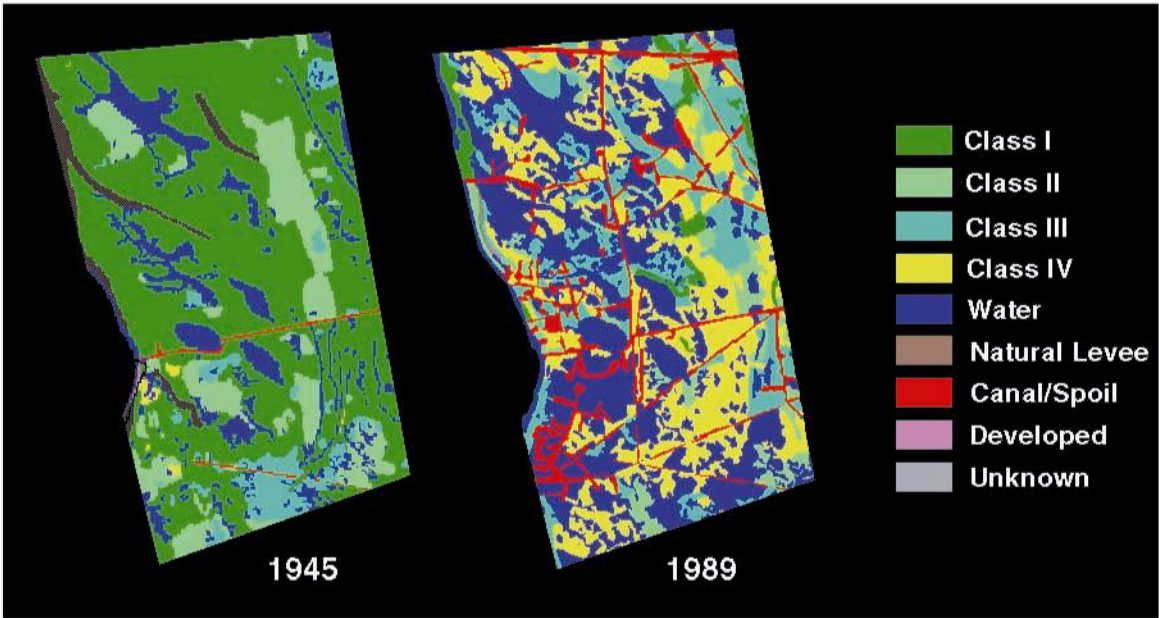 Class I
Class II
Class III
Class IV
Water
Natural Levee
Canal/Spoil
Developed
Unknown
1945
1989